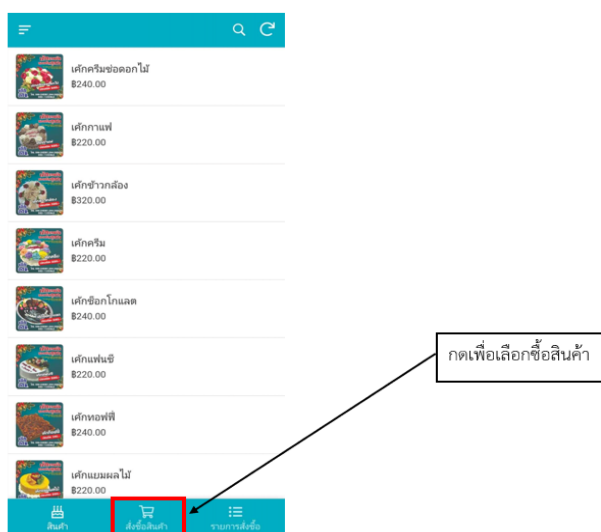 เค้กครีมช่อดอกไม้
฿240.00
เค้กกาแฟ
฿220.00
เค้กข้าวกล้อง
฿320.00
เค้กครีม
฿220.00
เค้กช็อกโกแลต
฿240.00
เค้กแฟนซี
฿220.00
เค้กทอฟฟี่
฿240.00
เค้กแยมผลไม้
฿220.00
กดเพื่อเลือกซื้อสินค้า
สินค้า
สั่งซื้อสินค้า
รายการสั่งซื้อ